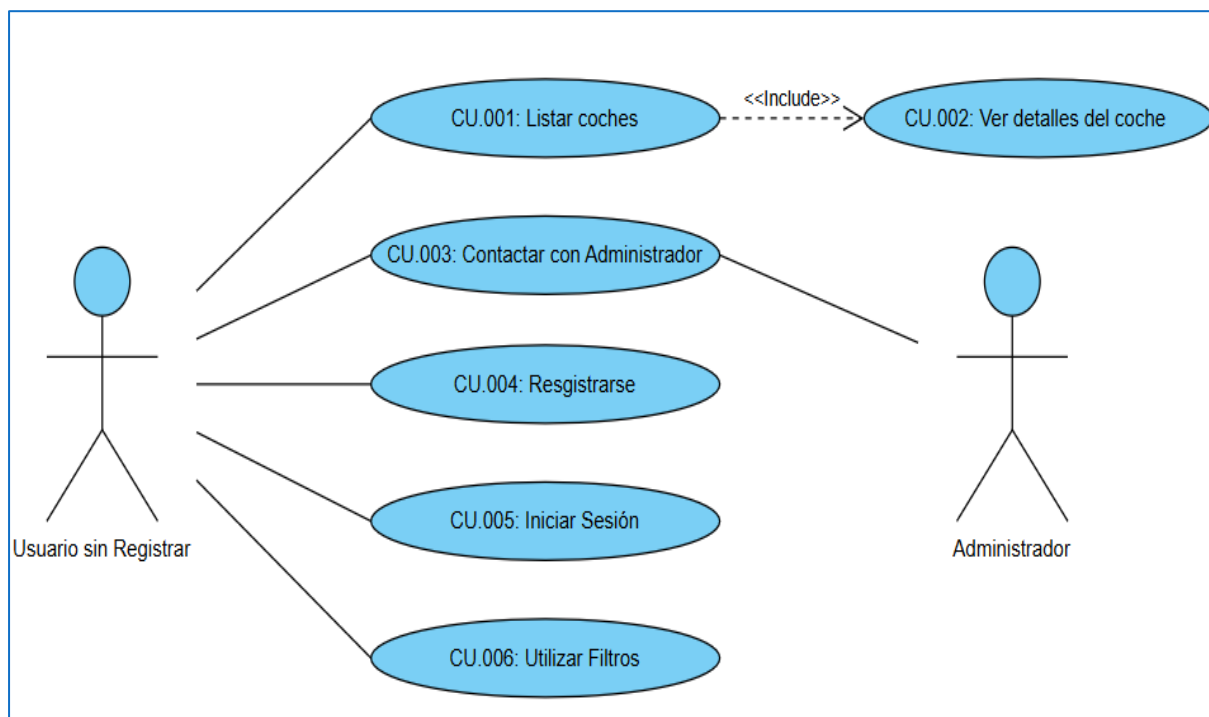 <<Include>>
CU.001: Listar coches
CU.002: Ver detalles del coche
CU.003: Contactar con Administrador
CU.004: Resgistrarse
CU.005: Iniciar Sesión
Usuario sin Registrar
Administrador
CU.006: Utilizar Filtros